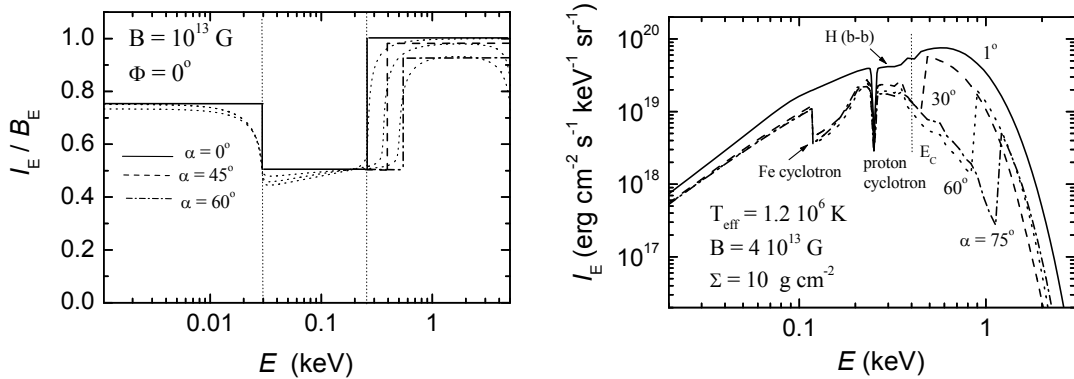 I_E / B_E
1.0
0.8
0.6
0.4
0.2
0.0
B = 10^13 G
Φ = 0°
α = 0°
α = 45°
α = 60°
0.01
0.1
1
E (keV)
I_E (erg cm^-2 s^-1 keV^-1 sr^-1)
10^20
10^19
10^18
10^17
H (b-b)
1°
30°
Fe cyclotron
proton
cyclotron
E_C
60°
α = 75°
T_eff = 1.2 10^6 K
B = 4 10^13 G
Σ = 10 g cm^-2
0.1
1
E (keV)